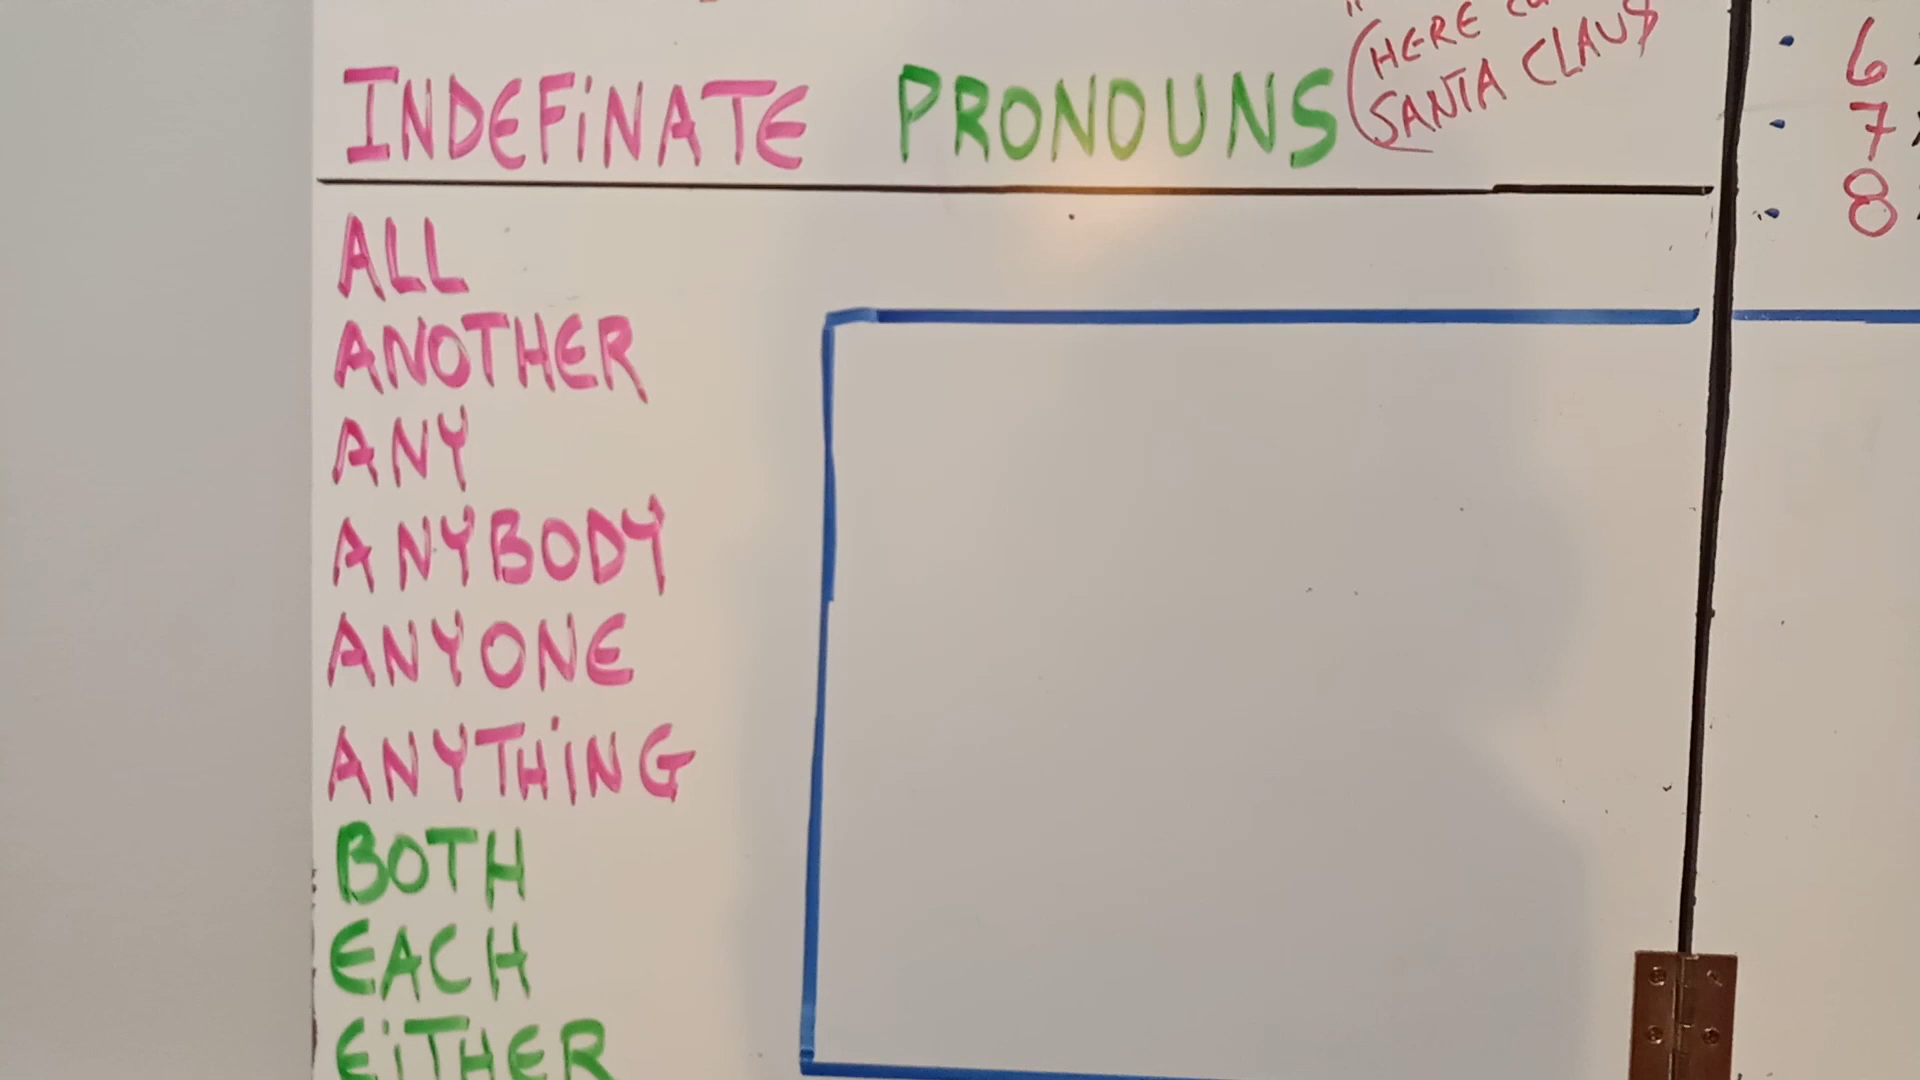 (HERE
SANTA CLAUS
INDEFiNATE PRONOUNS
6
7
8
ALL
ANOTHER
ANY
ANYBODY
ANYONE
ANYTHiNG
BOTH
EACH
EiTHER